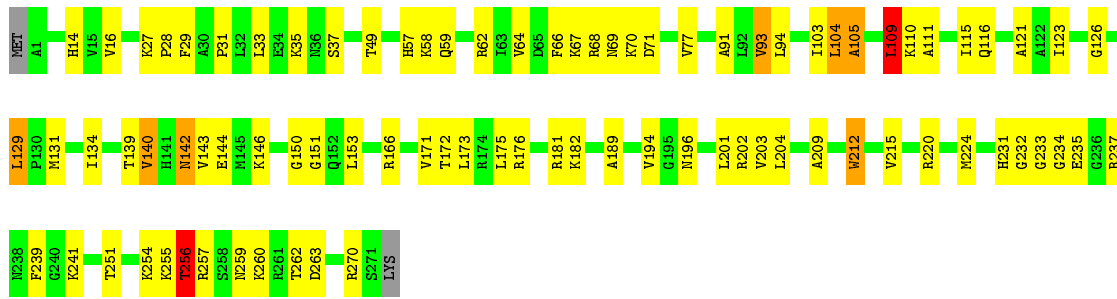 MET A1 H14 V15 V16 K27 P28 F29 A30 P31 I32 L33 E34 K35 N36 S37 T49 H57 K58 Q59 R62 I63 V64 D65 F66 K67 R68 N69 K70 D71 V77 A91 L92 V93 L94 I103 L104 A105 L109 K110 A111 I115 Q116 A121 A122 I123 G126
L129 P130 M131 I134 T139 V140 H141 N142 V143 E144 M145 K146 G150 G151 Q152 L153 R166 V171 T172 L173 R174 L175 R176 R181 K182 A189 V194 G195 N196 L201 R202 V203 L204 A209 W212 V215 R220 M224 H231 G232 G233 G234 E235 G236 R237
N238 F239 G240 K241 T251 K254 K255 T256 R257 S258 N259 K260 R261 T262 D263 R270 S271 LYS